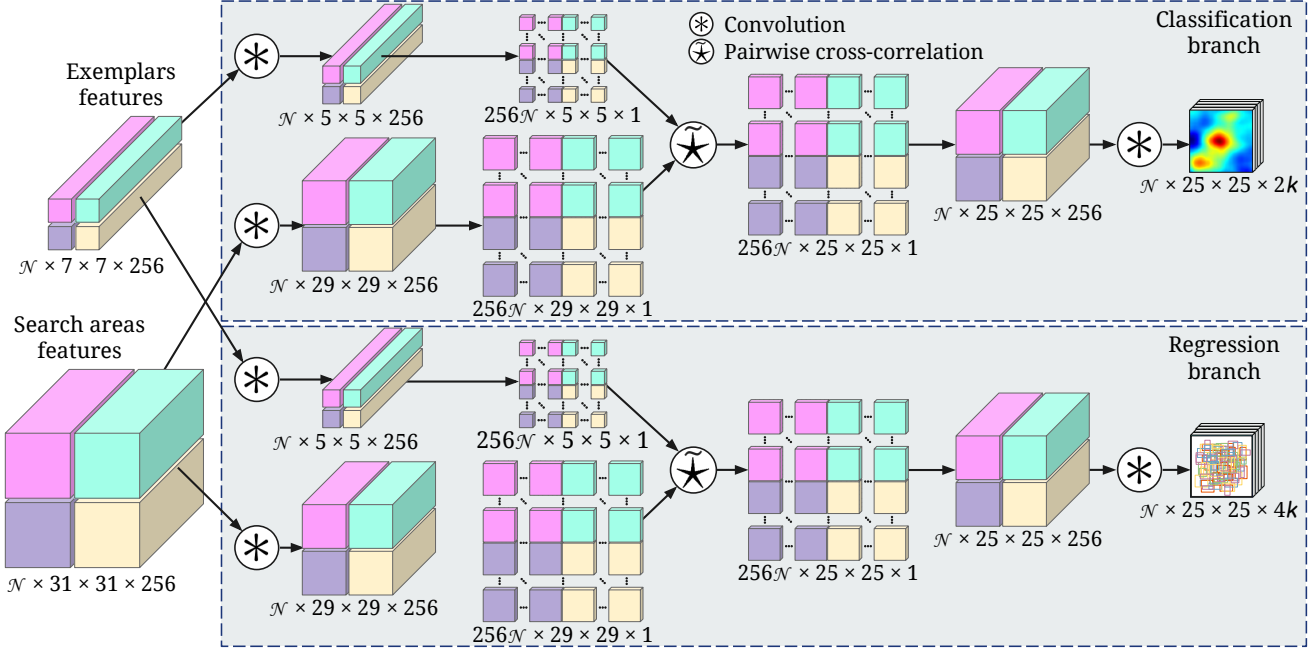 Exemplars
features
𝒩 × 7 × 7 × 256
Search areas
features
𝒩 × 31 × 31 × 256
Convolution
Pairwise cross-correlation
Classification
branch
𝒩 × 5 × 5 × 256
256𝒩 × 5 × 5 × 1
𝒩 × 29 × 29 × 256
256𝒩 × 29 × 29 × 1
256𝒩 × 25 × 25 × 1
𝒩 × 25 × 25 × 256
𝒩 × 25 × 25 × 2k
Regression
branch
𝒩 × 5 × 5 × 256
256𝒩 × 5 × 5 × 1
𝒩 × 29 × 29 × 256
256𝒩 × 29 × 29 × 1
256𝒩 × 25 × 25 × 1
𝒩 × 25 × 25 × 256
𝒩 × 25 × 25 × 4k